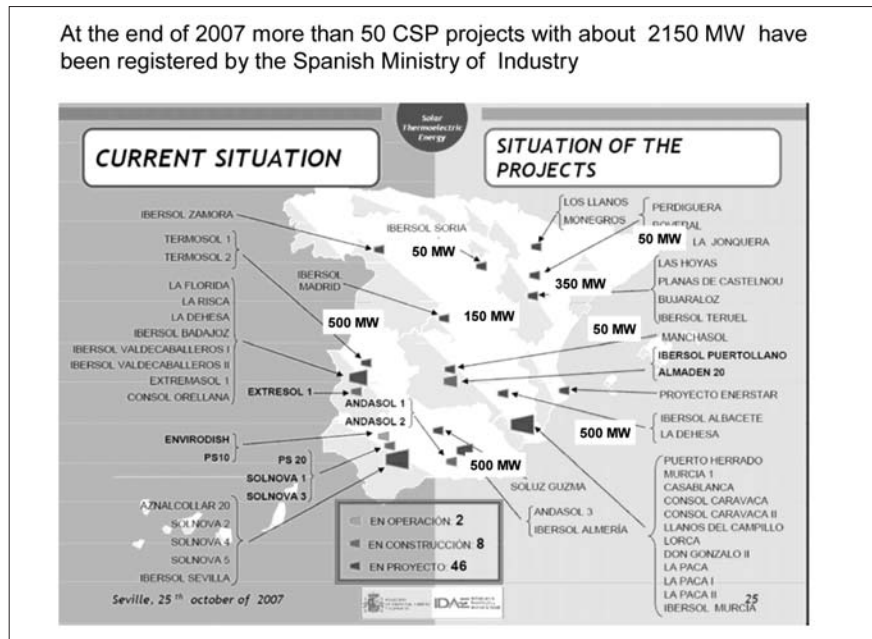 At the end of 2007 more than 50 CSP projects with about 2150 MW have
been registered by the Spanish Ministry of Industry
Solar
Thermoelectric
Energy
CURRENT SITUATION
SITUATION OF THE
PROJECTS
IBERSOL ZAMORA
TERMOSOL 1
TERMOSOL 2
LA FLORIDA
LA RISCA
LA DEHESA
IBERSOL BADAJOZ
IBERSOL VALDECABALLEROS I
IBERSOL VALDECABALLEROS II
EXTREMASOL 1
CONSOL ORELLANA
EXTRESOL 1
ENVIRODISH
PS10
PS 20
SOLNOVA 1
SOLNOVA 3
AZNALCOLLAR 20
SOLNOVA 2
SOLNOVA 4
SOLNOVA 5
IBERSOL SEVILLA
IBERSOL SORIA
50 MW
IBERSOL
MADRID
150 MW
500 MW
ANDASOL 1
ANDASOL 2
500 MW
LOS LLANOS
MONEGROS
PERDIGUERA
50 MW
LA JONQUERA
350 MW
LAS HOYAS
PLANAS DE CASTELNOU
BUJARALOZ
IBERSOL TERUEL
50 MW
MANCHASOL
IBERSOL PUERTOLLANO
ALMADEN 20
PROYECTO ENERSTAR
500 MW
IBERSOL ALBACETE
LA DEHESA
SOLUZ GUZMA
ANDASOL 3
IBERSOL ALMERÍA
PUERTO HERRADO
MURCIA 1
CASABLANCA
CONSOL CARAVACA
CONSOL CARAVACA II
LLANOS DEL CAMPILLO
LORCA
DON GONZALO II
LA PACA
LA PACA I
LA PACA II
IBERSOL MURCIA
EN OPERACIÓN: 2
EN CONSTRUCCIÓN: 8
EN PROYECTO: 46
Seville, 25 th october of 2007
IDAE
25